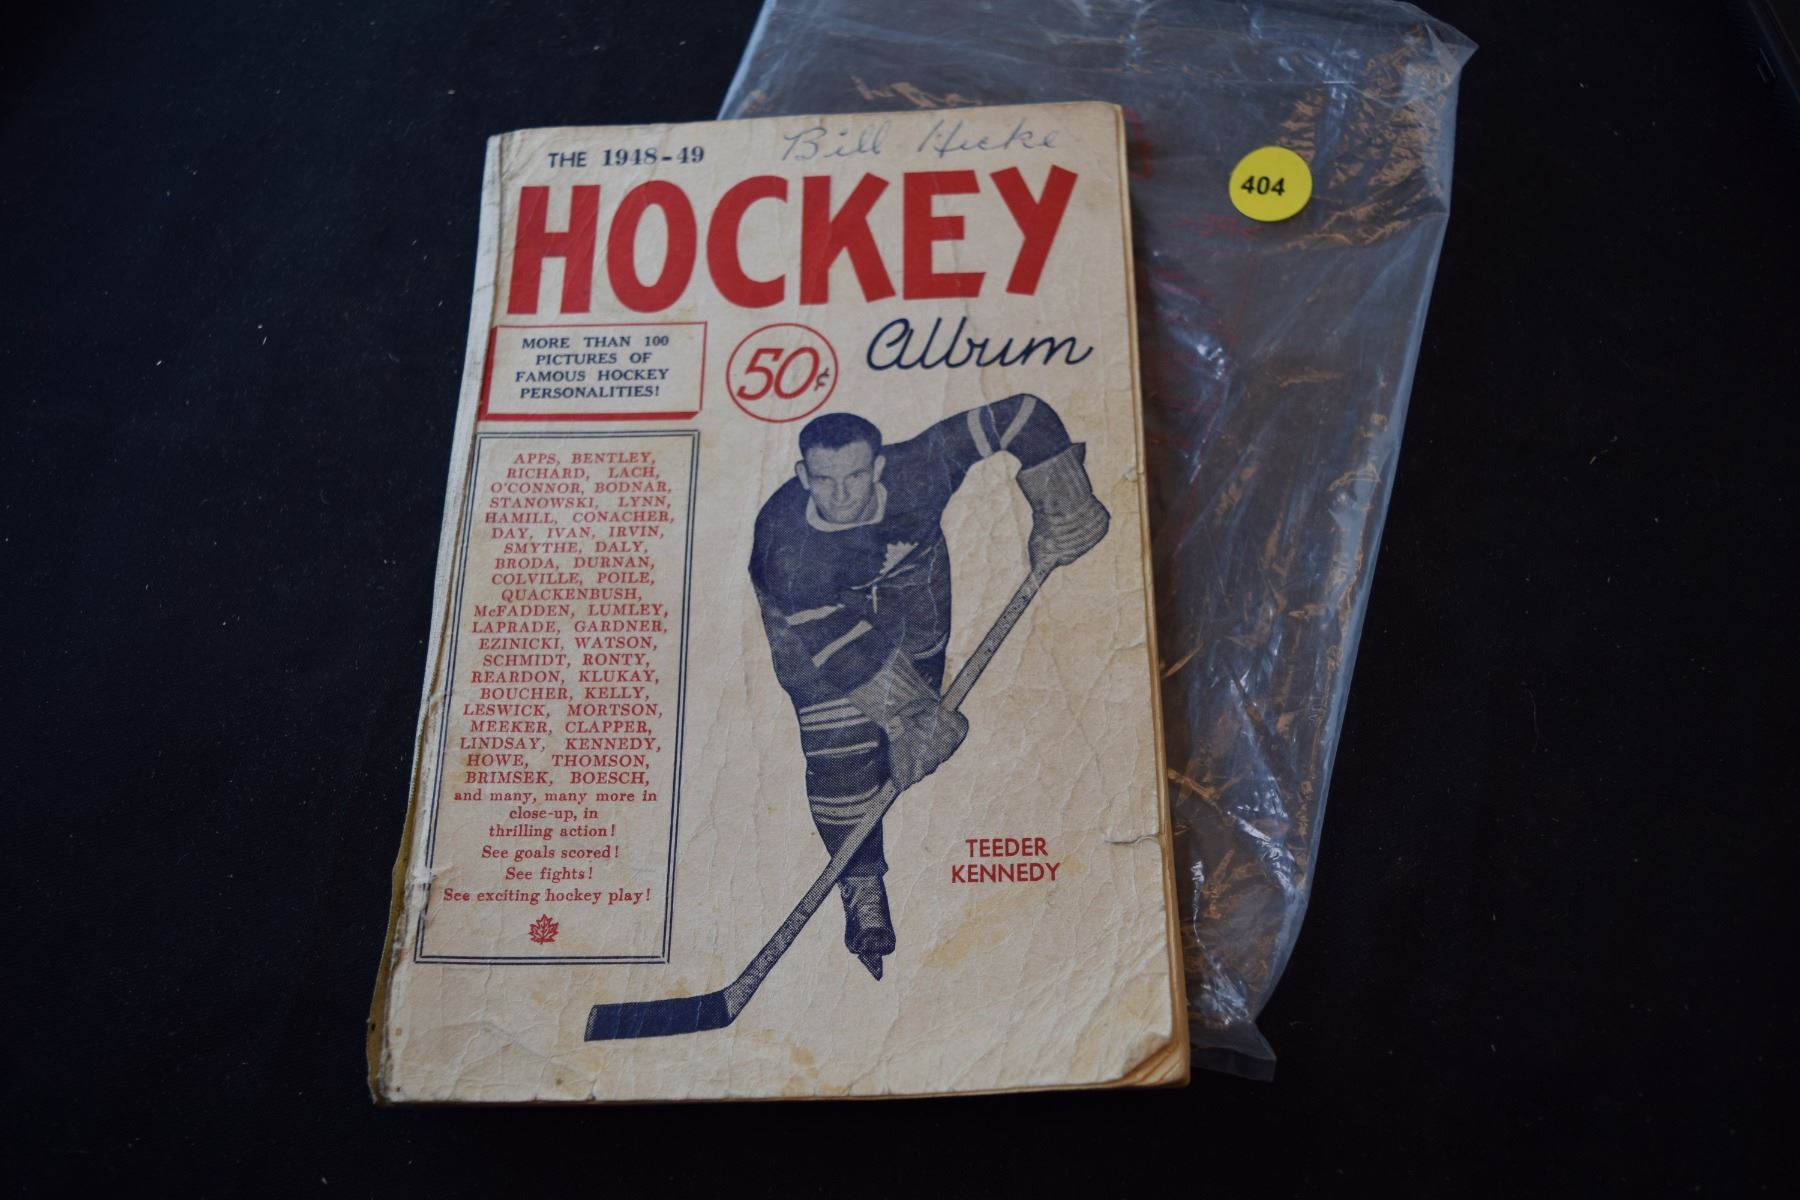 Bill Hicke
THE 1948-49
HOCKEY
Album
50¢
MORE THAN 100
PICTURES OF
FAMOUS HOCKEY
PERSONALITIES!
APPS, BENTLEY,
RICHARD, LACH,
O'CONNOR, BODNAR,
STANOWSKI, LYNN,
HAMILL, CONACHER,
DAY, IVAN, IRVIN,
SMYTHE, DALY,
BRODA, DURNAN,
COLVILLE, POILE,
QUACKENBUSH,
McFADDEN, LUMLEY,
LAPRADE, GARDNER,
EZINICKI, WATSON,
SCHMIDT, RONTY,
REARDON, KLUKAY,
BOUCHER, KELLY,
LESWICK, MORTSON,
MEEKER, CLAPPER,
LINDSAY, KENNEDY,
HOWE, THOMSON,
BRIMSEK, BOESCH,
and many, many more in
close-up, in
thrilling action!
See goals scored!
See fights!
See exciting hockey play!
TEEDER
KENNEDY
404